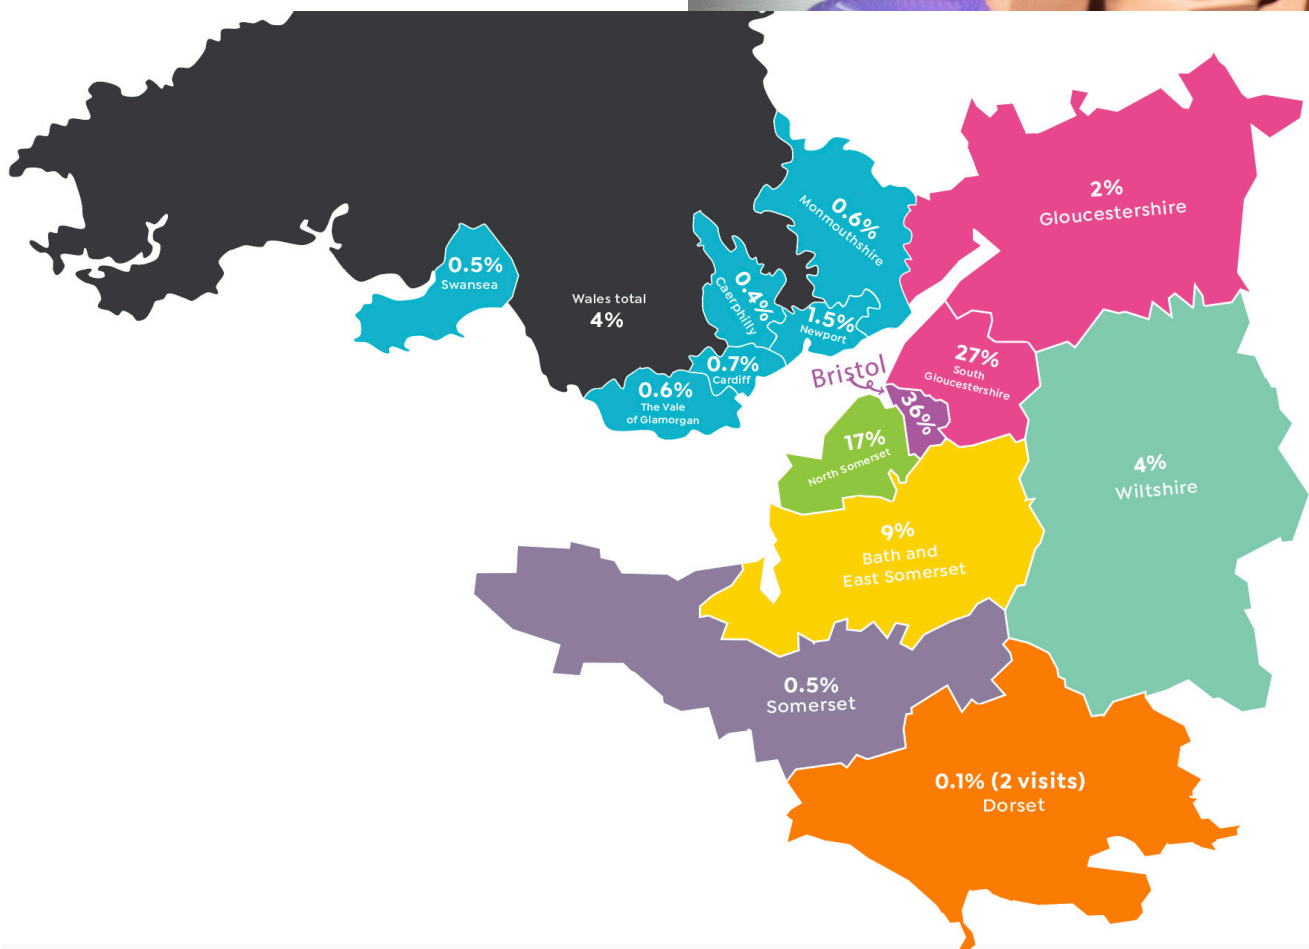 2%
Gloucestershire
0.6%
Monmouthshire
0.5%
Swansea
0.4%
Caerphilly
Wales total
4%
1.5%
Newport
0.7%
Cardiff
0.6%
The Vale
of Glamorgan
Bristol
36%
27%
South
Gloucestershire
17%
North Somerset
4%
Wiltshire
9%
Bath and
East Somerset
0.5%
Somerset
0.1% (2 visits)
Dorset